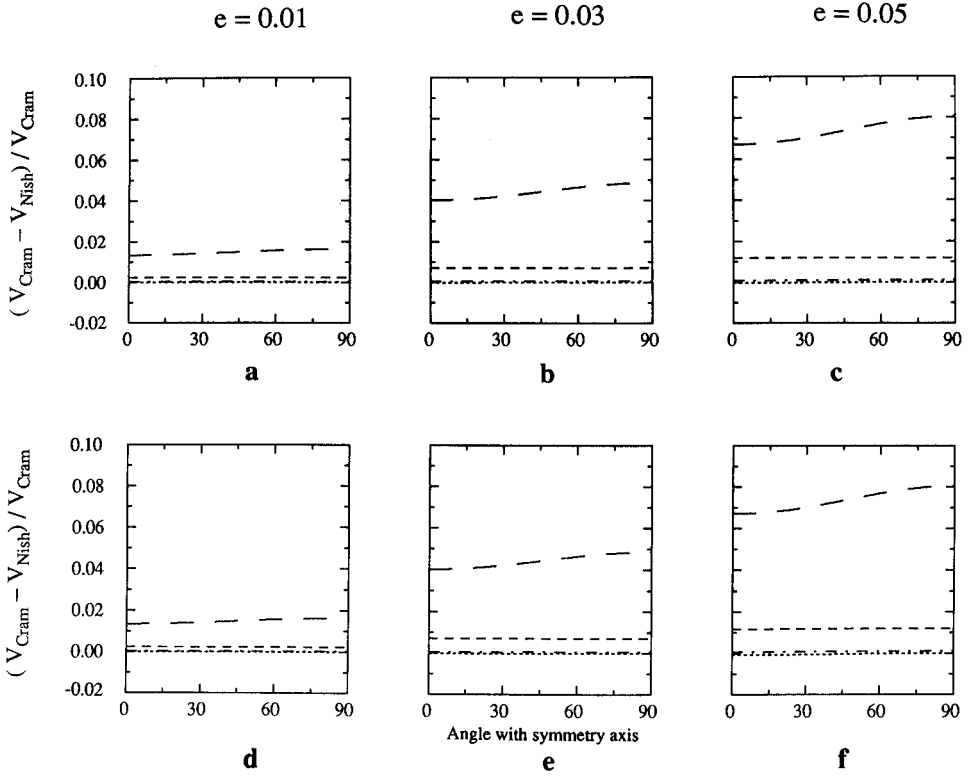 e = 0.01 e = 0.03 e = 0.05
( V_Cram − V_Nish) / V_Cram
0.10
0.08
0.06
0.04
0.02
0.00
-0.02
0 30 60 90 0 30 60 90 0 30 60 90
a b c
( V_Cram − V_Nish) / V_Cram
0.10
0.08
0.06
0.04
0.02
0.00
-0.02
0 30 60 90 0 30 60 90 0 30 60 90
Angle with symmetry axis
d e f